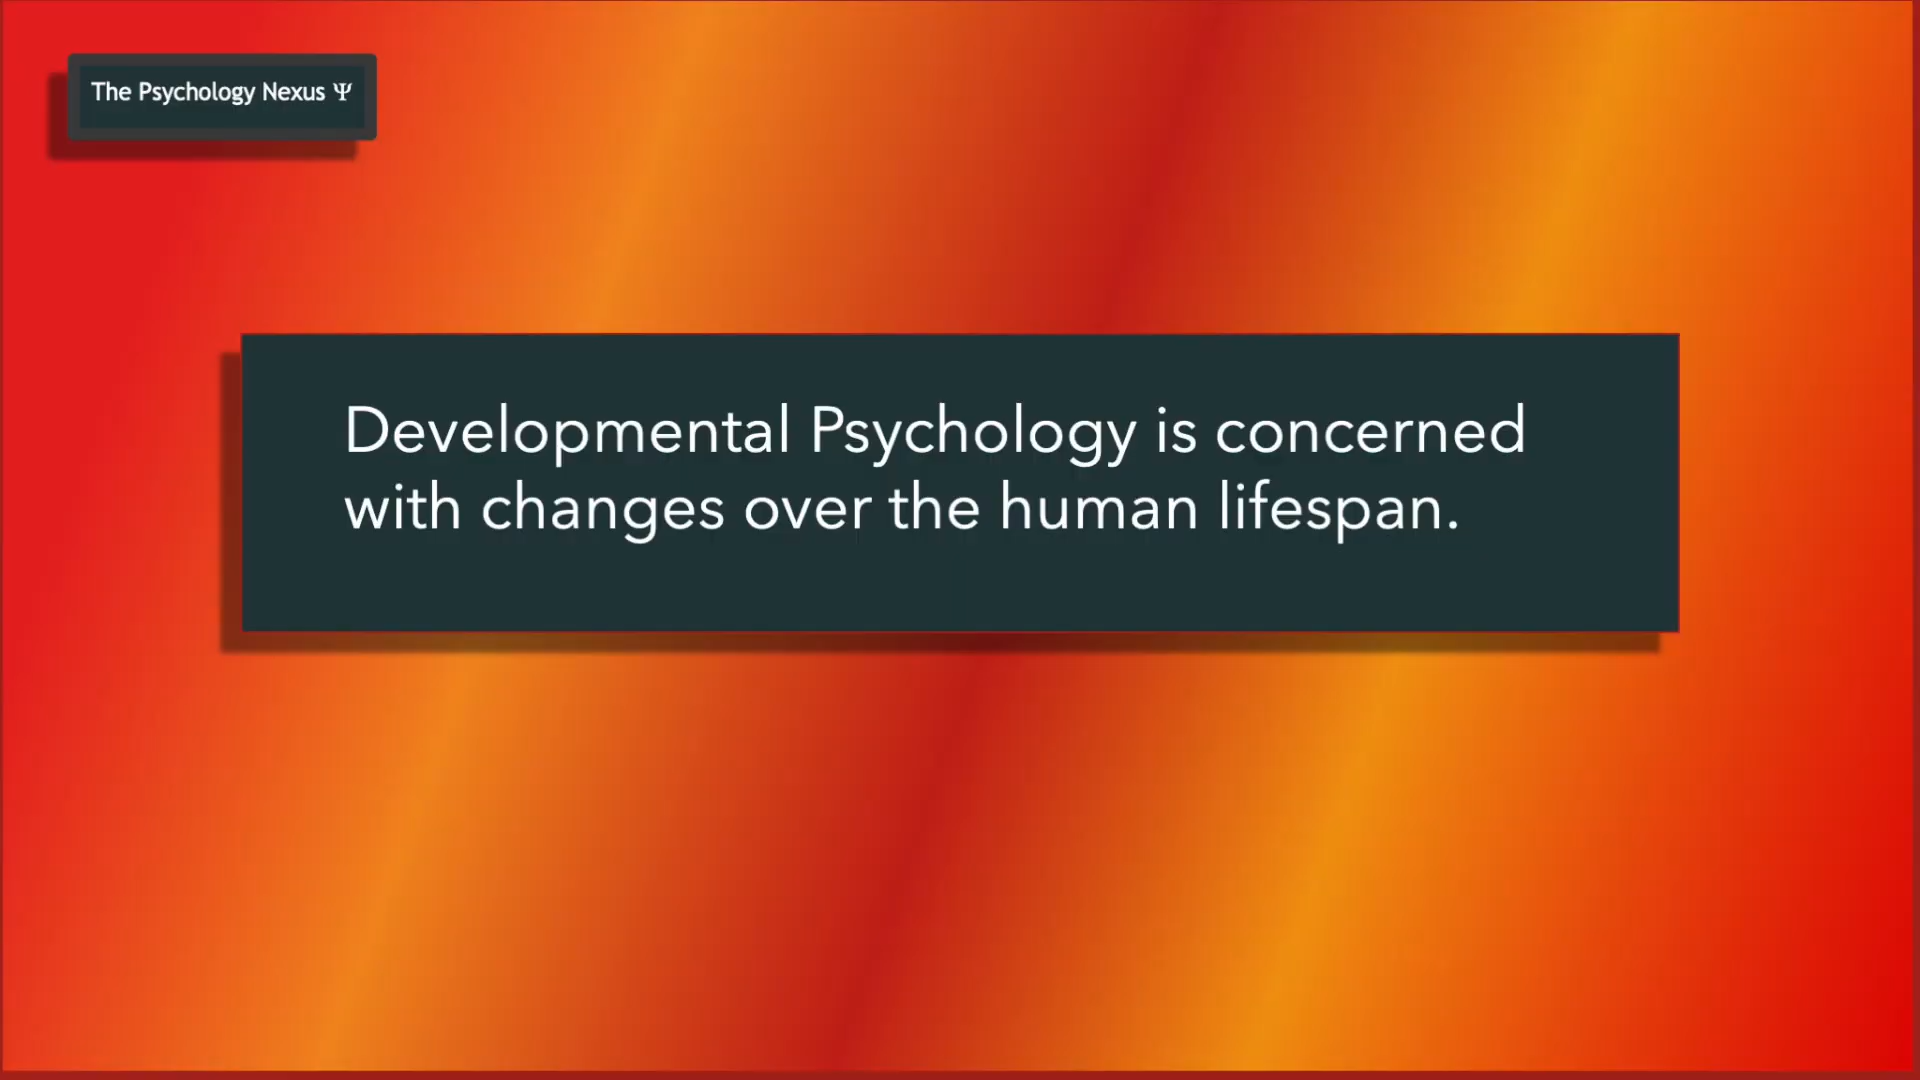 The Psychology Nexus Ψ
Developmental Psychology is concerned
with changes over the human lifespan.